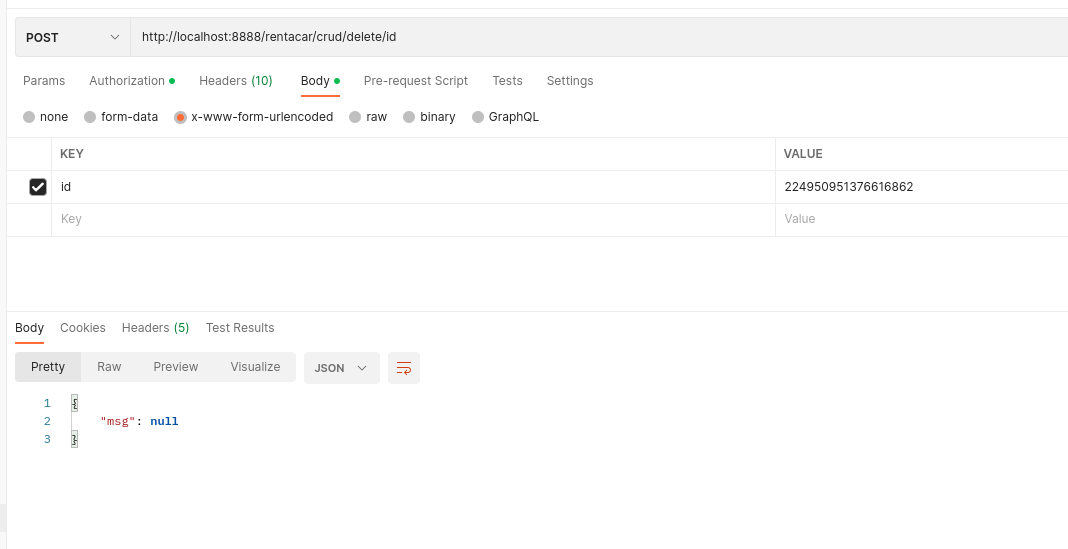 POST http://localhost:8888/rentacar/crud/delete/id
Params Authorization Headers (10) Body Pre-request Script Tests Settings
none form-data x-www-form-urlencoded raw binary GraphQL
KEY VALUE
id 224950951376616862
Key Value
Body Cookies Headers (5) Test Results
Pretty Raw Preview Visualize JSON
1 {
2 "msg": null
3 }